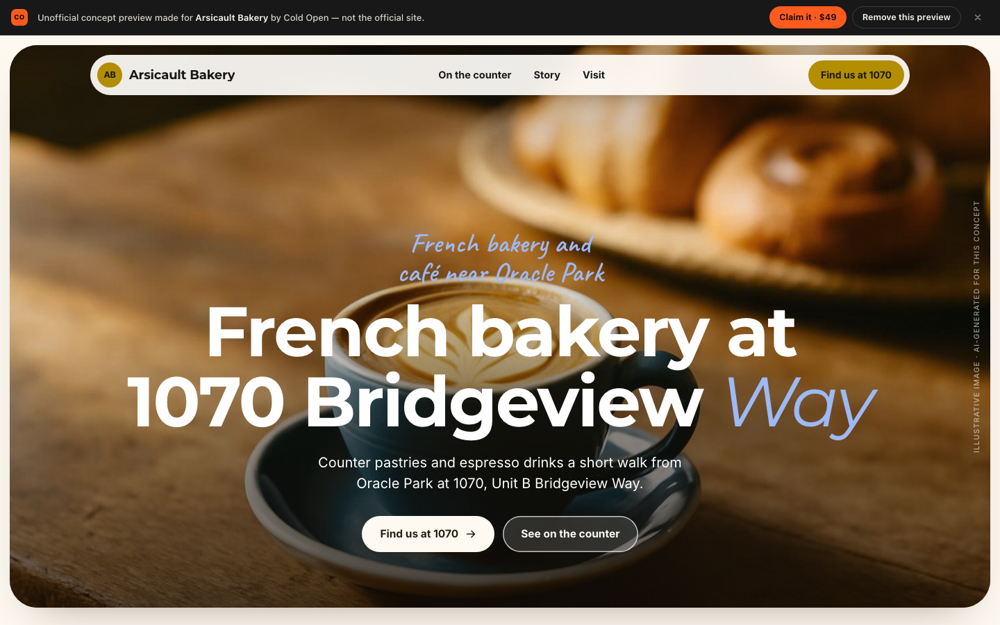 co
Unofficial concept preview made for Arsicault Bakery by Cold Open — not the official site.
Claim it · $49
Remove this preview
AB
Arsicault Bakery
On the counter
Story
Visit
Find us at 1070
French bakery and
café near Oracle Park
French bakery at
1070 Bridgeview Way
Counter pastries and espresso drinks a short walk from
Oracle Park at 1070, Unit B Bridgeview Way.
Find us at 1070 →
See on the counter
ILLUSTRATIVE IMAGE · AI-GENERATED FOR THIS CONCEPT